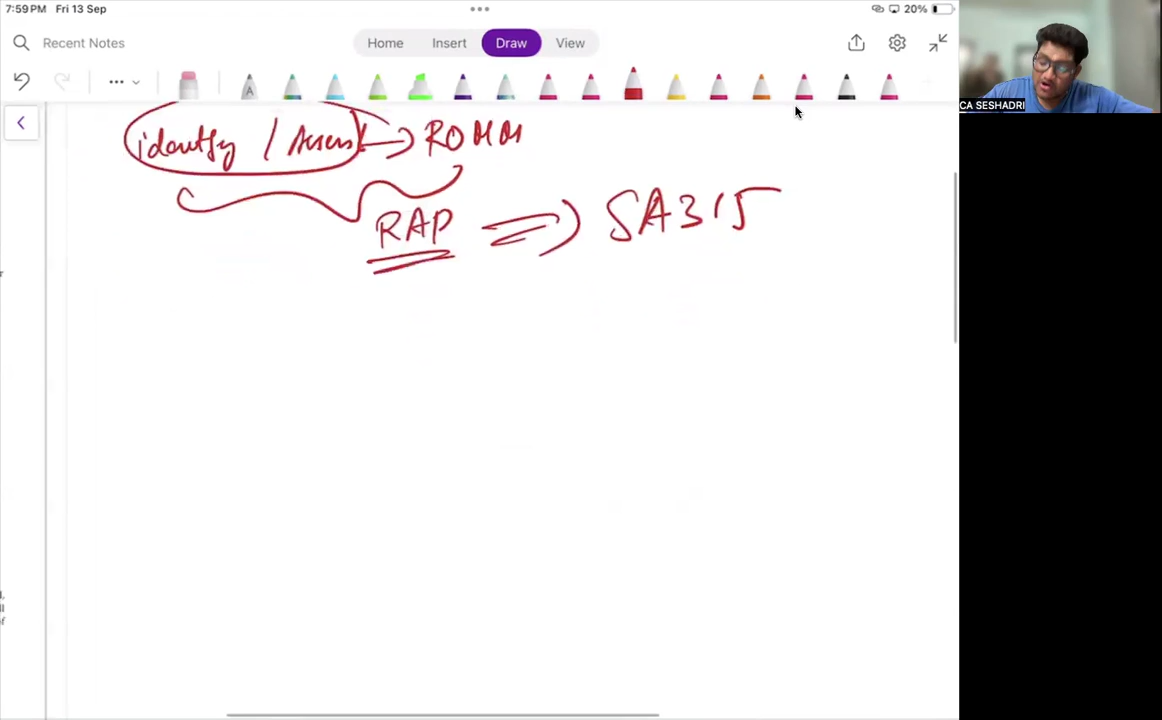 7:59 PM Fri 13 Sep
20%
Recent Notes
Home Insert Draw View
A
CA SESHADRI
identify / Assess → ROMM
RAP ⇒ SA315